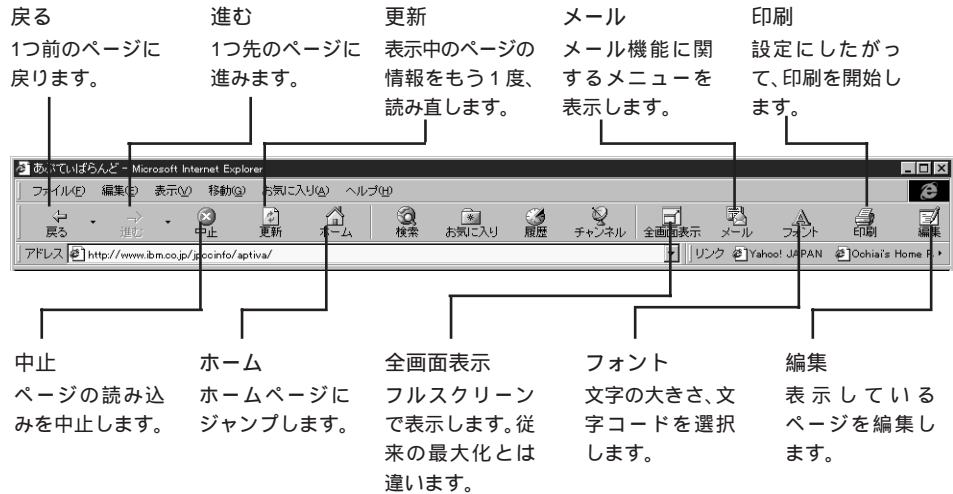 戻る
1つ前のページに
戻ります。
進む
1つ先のページに
進みます。
更新
表示中のページの
情報をもう1度、
読み直します。
メール
メール機能に関
するメニューを
表示します。
印刷
設定にしたがっ
て、印刷を開始し
ます。
あぷてぃばらんど - Microsoft Internet Explorer
ファイル(F) 編集(E) 表示(V) 移動(G) お気に入り(A) ヘルプ(H)
戻る 進む 中止 更新 ホーム 検索 お気に入り 履歴 チャンネル 全画面表示 メール フォント 印刷 編集
アドレス http://www.ibm.co.jp/jpccinfo/aptiva/ リンク Yahoo! JAPAN Ochiai's Home P
中止
ページの読み込
みを中止します。
ホーム
ホームページに
ジャンプします。
全画面表示
フルスクリーン
で表示します。従
来の最大化とは
違います。
フォント
文字の大きさ、文
字コードを選択
します。
編集
表示している
ページを編集し
ます。